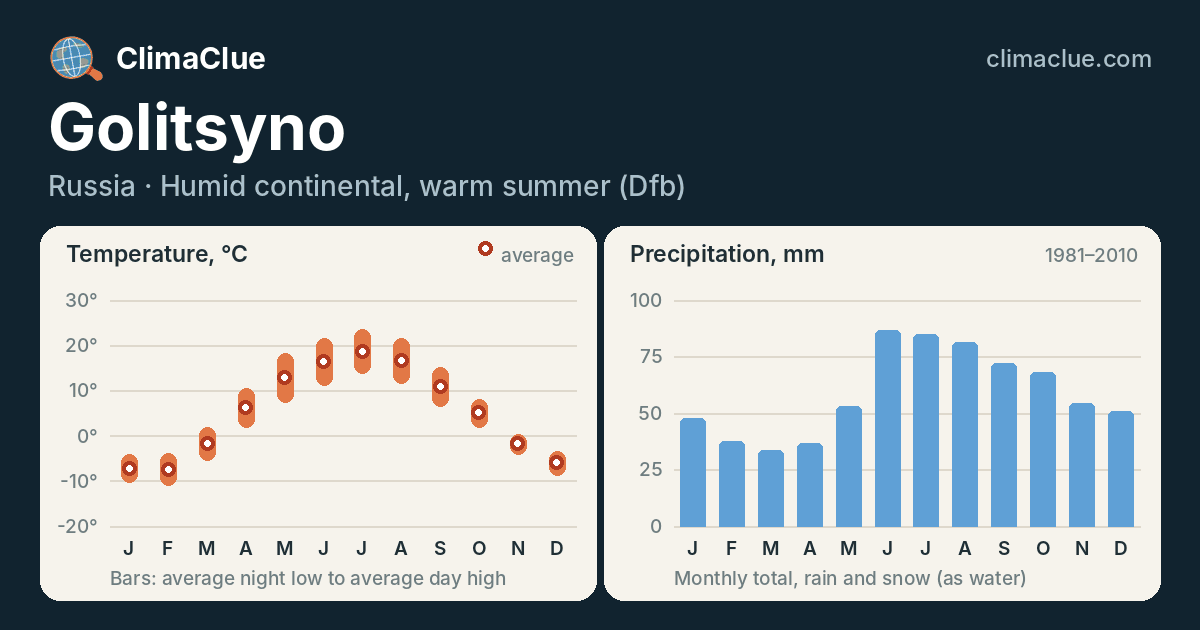 ClimaClue
climaclue.com
Golitsyno
Russia · Humid continental, warm summer (Dfb)
Temperature, °C
average
30°
20°
10°
0°
-10°
-20°
J F M A M J J A S O N D
Bars: average night low to average day high
Precipitation, mm
1981–2010
100
75
50
25
0
J F M A M J J A S O N D
Monthly total, rain and snow (as water)